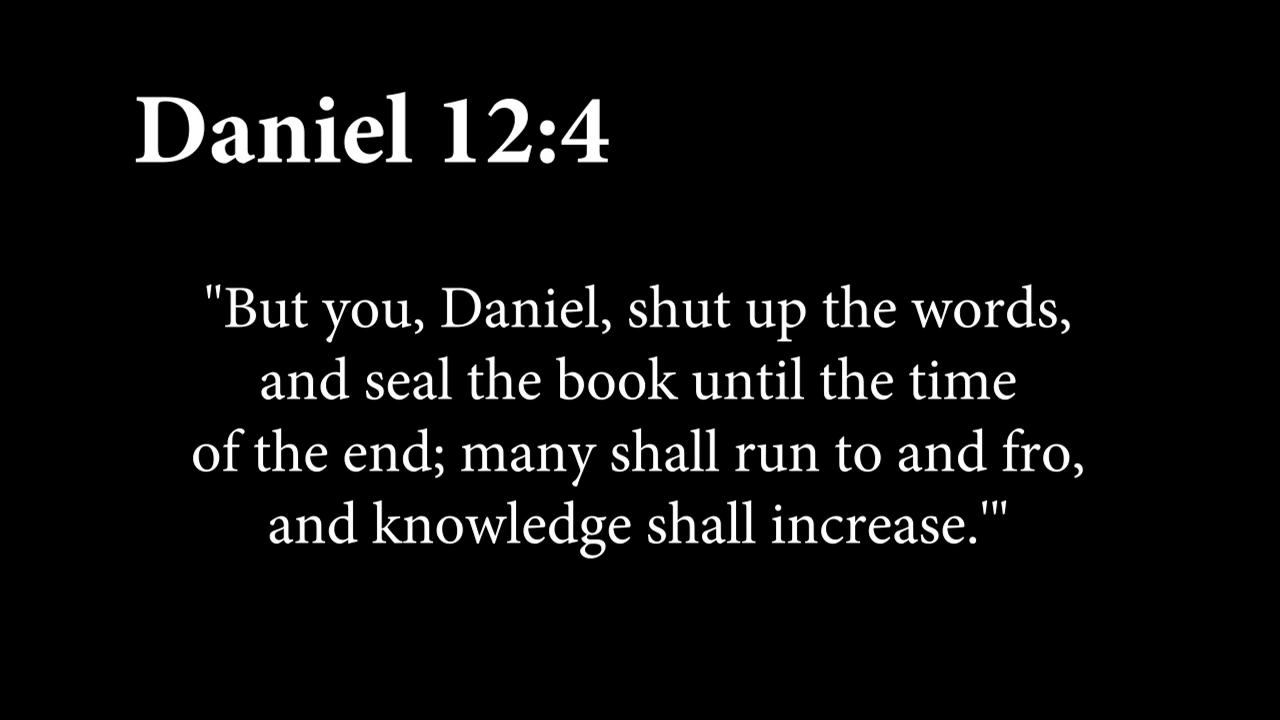 Daniel 12:4
"But you, Daniel, shut up the words,
and seal the book until the time
of the end; many shall run to and fro,
and knowledge shall increase.'"